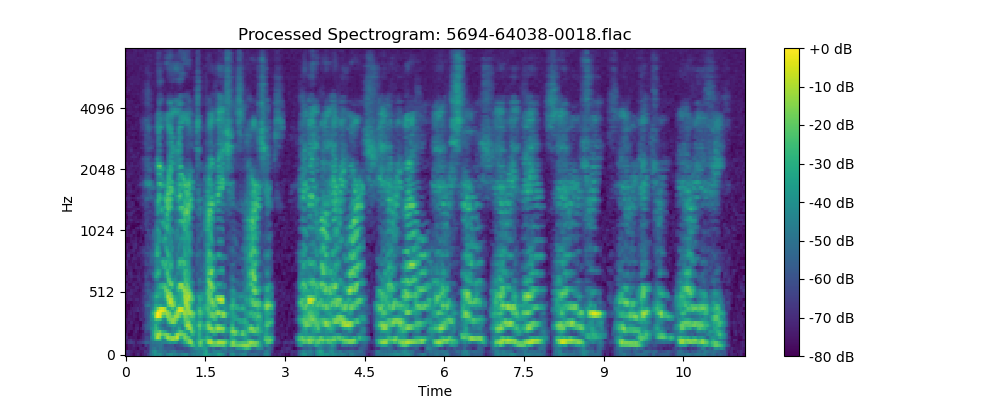 Processed Spectrogram: 5694-64038-0018.flac
Hz
4096
2048
1024
512
0
0 1.5 3 4.5 6 7.5 9 10
Time
+0 dB
-10 dB
-20 dB
-30 dB
-40 dB
-50 dB
-60 dB
-70 dB
-80 dB